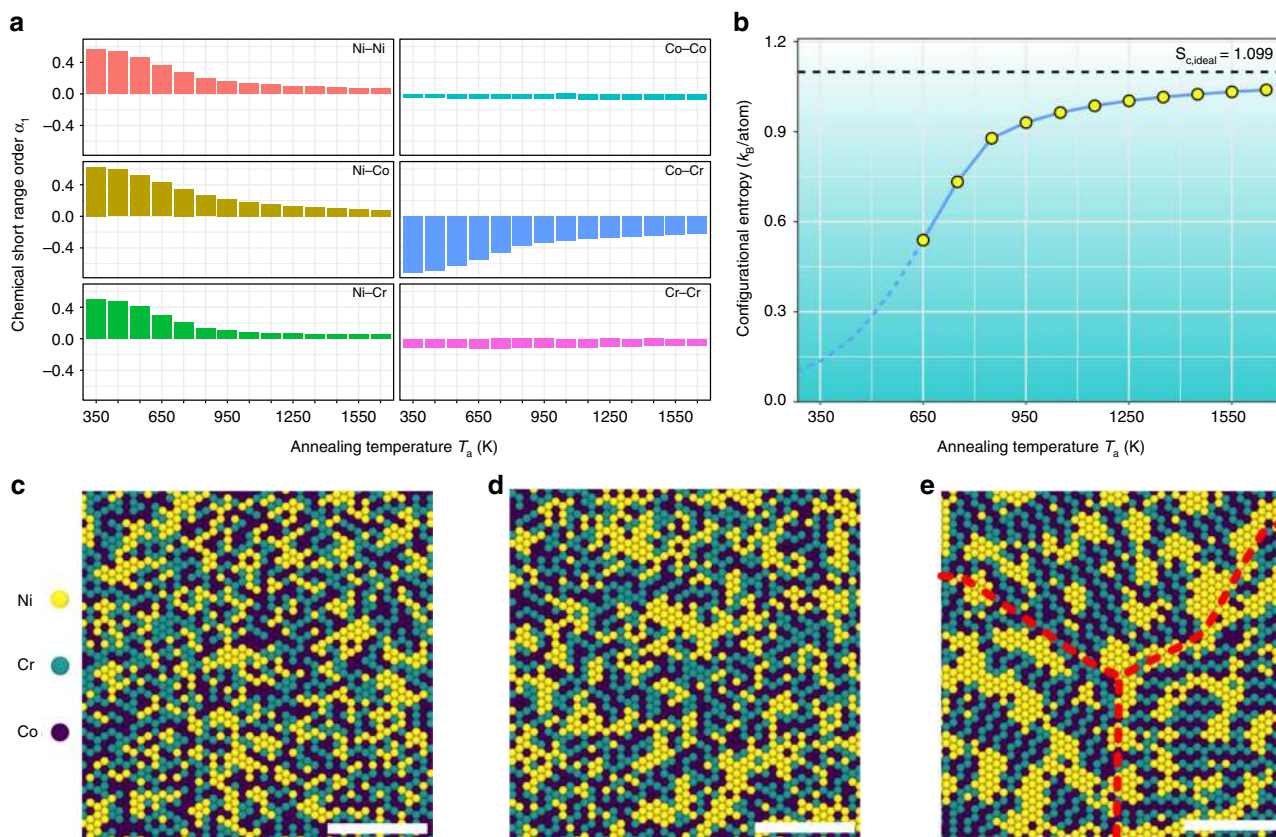 a
Chemical short range order α₁
Ni–Ni
0.4
0.0
–0.4
Co–Co
Ni–Co
0.4
0.0
–0.4
Co–Cr
Ni–Cr
0.4
0.0
–0.4
Cr–Cr
350 650 950 1250 1550
350 650 950 1250 1550
Annealing temperature Tₐ (K)
b
Configurational entropy (k_B/atom)
1.2
S_c,ideal = 1.099
0.9
0.6
0.3
0.0
350 650 950 1250 1550
Annealing temperature Tₐ (K)
c
Ni
Cr
Co
d
e